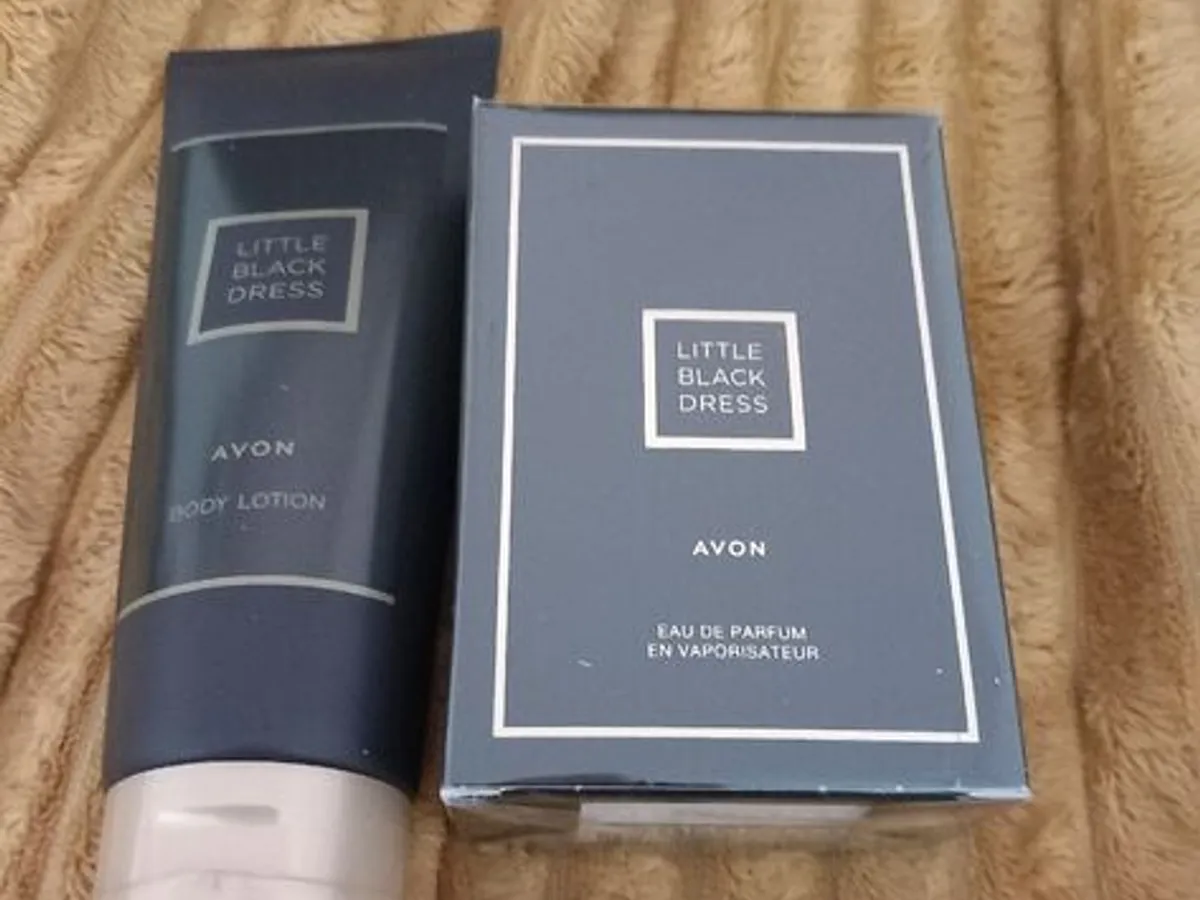 LITTLE
BLACK
DRESS
AVON
BODY LOTION
LITTLE
BLACK
DRESS
AVON
EAU DE PARFUM
EN VAPORISATEUR